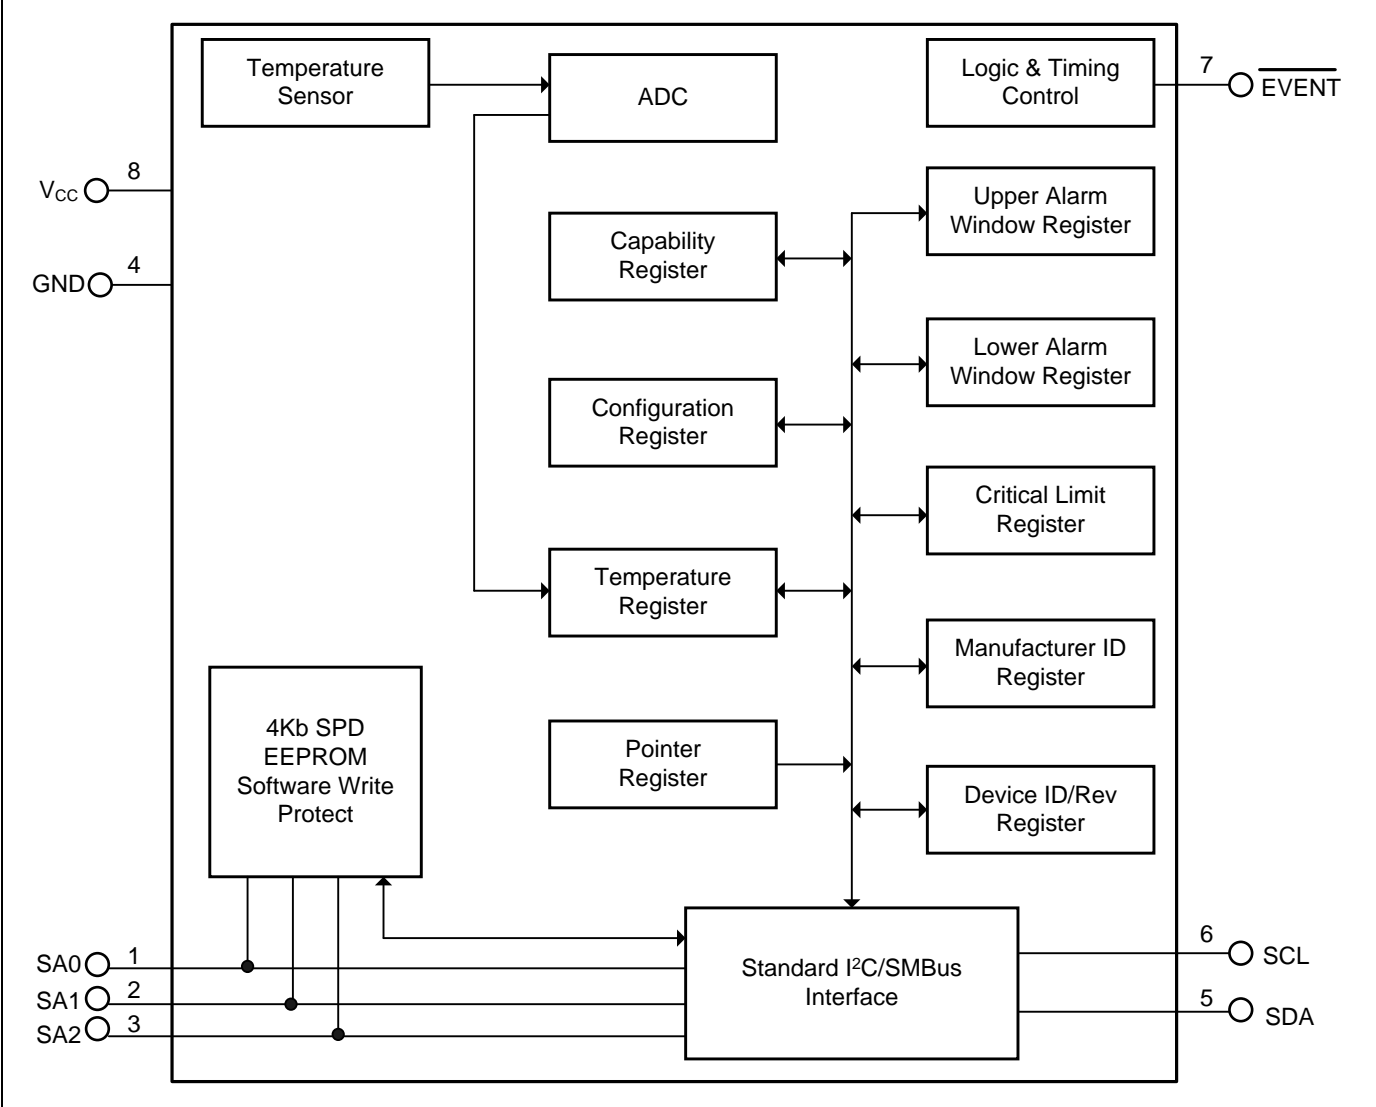 Temperature
Sensor
ADC
Logic & Timing
Control
7
EVENT
8
VCC
Upper Alarm
Window Register
Capability
Register
4
GND
Lower Alarm
Window Register
Configuration
Register
Critical Limit
Register
Temperature
Register
Manufacturer ID
Register
4Kb SPD
EEPROM
Software Write
Protect
Pointer
Register
Device ID/Rev
Register
SA0
1
SA1
2
SA2
3
Standard I²C/SMBus
Interface
6
SCL
5
SDA